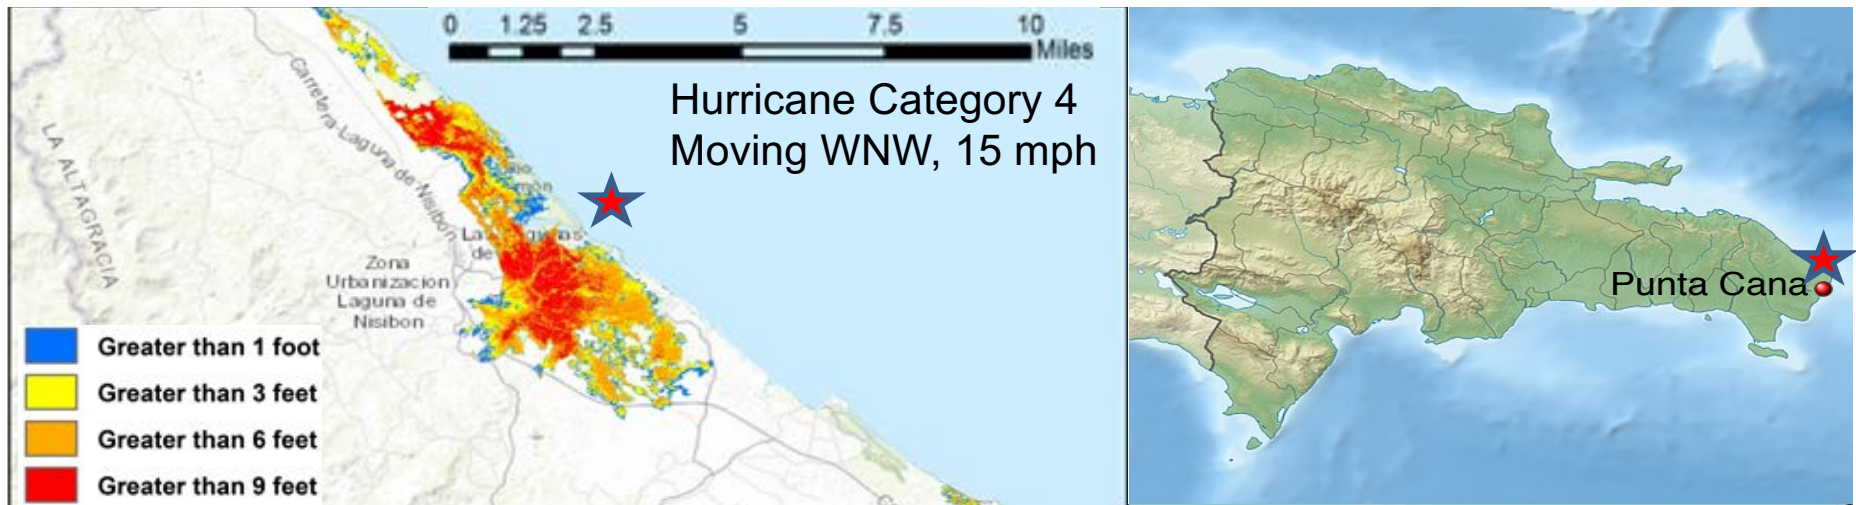 0 1.25 2.5 5 7.5 10
Miles
Hurricane Category 4
Moving WNW, 15 mph
Carretera-Laguna de Nisibon
LA ALTAGRACIA
Zona
Urbanizacion
Laguna de
Nisibon
Greater than 1 foot
Greater than 3 feet
Greater than 6 feet
Greater than 9 feet
Punta Cana